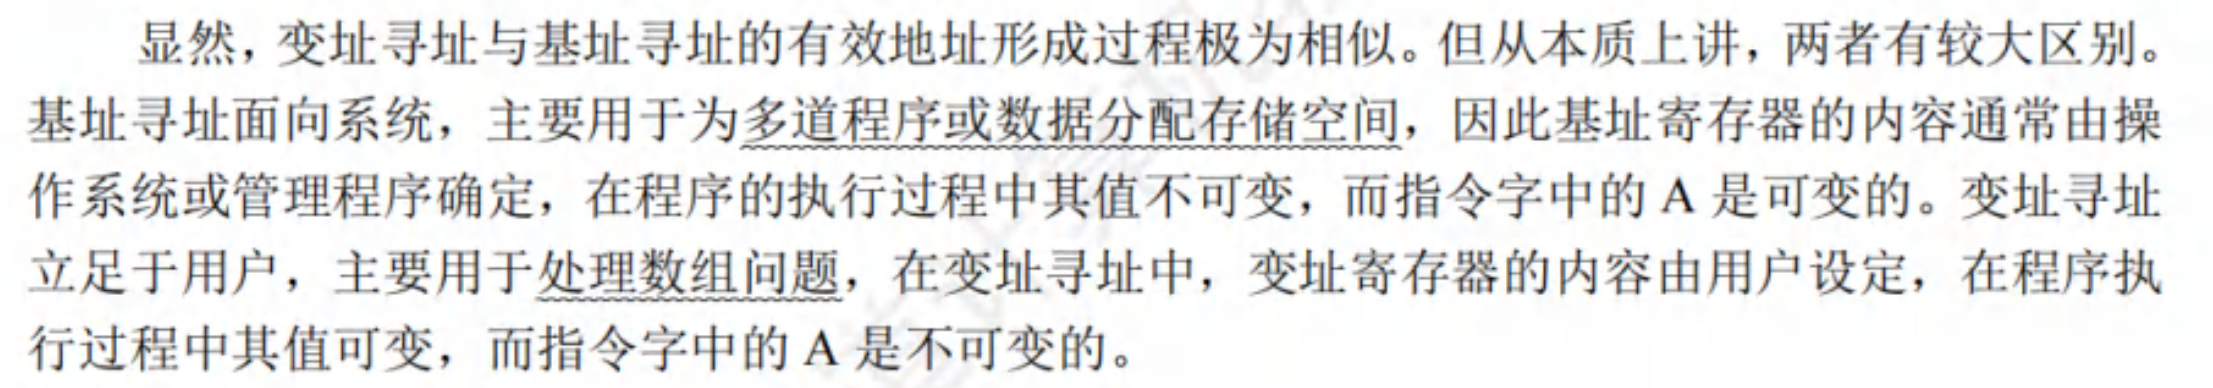 显然，变址寻址与基址寻址的有效地址形成过程极为相似。但从本质上讲，两者有较大区别。
基址寻址面向系统，主要用于为多道程序或数据分配存储空间，因此基址寄存器的内容通常由操
作系统或管理程序确定，在程序的执行过程中其值不可变，而指令字中的 A 是可变的。变址寻址
立足于用户，主要用于处理数组问题，在变址寻址中，变址寄存器的内容由用户设定，在程序执
行过程中其值可变，而指令字中的 A 是不可变的。